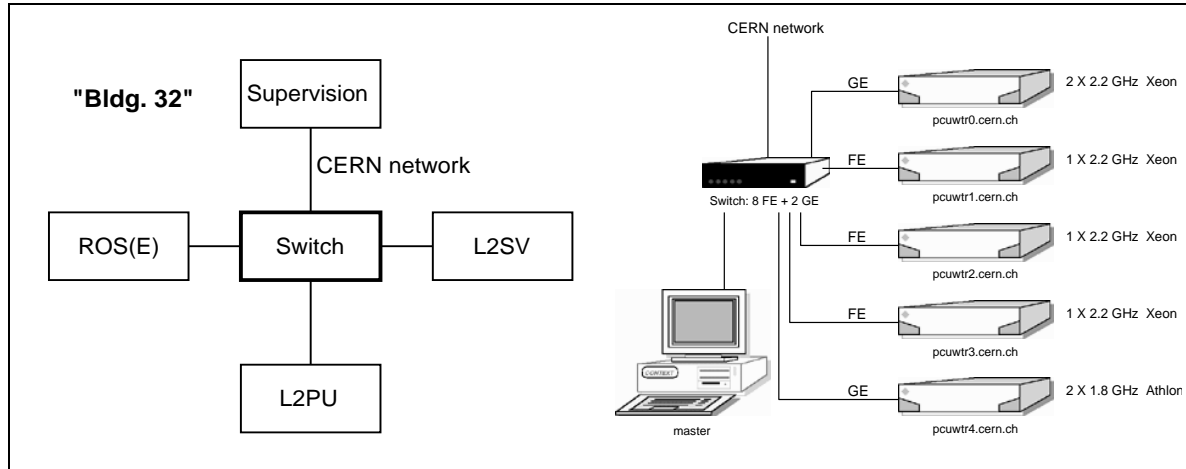 "Bldg. 32"
Supervision
CERN network
ROS(E)
Switch
L2SV
L2PU
CERN network
GE
2 X 2.2 GHz Xeon
pcuwtr0.cern.ch
FE
1 X 2.2 GHz Xeon
pcuwtr1.cern.ch
Switch: 8 FE + 2 GE
FE
1 X 2.2 GHz Xeon
pcuwtr2.cern.ch
FE
1 X 2.2 GHz Xeon
pcuwtr3.cern.ch
CONTEXT
GE
2 X 1.8 GHz Athlon
pcuwtr4.cern.ch
master